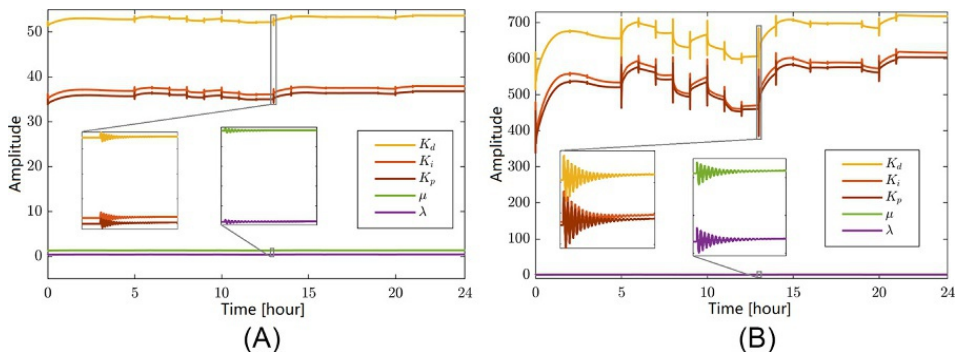 50
40
30
20
10
0
Amplitude
K_d
K_i
K_p
μ
λ
0 5 10 15 20 24
Time [hour]
(A)
700
600
500
400
300
200
100
0
Amplitude
K_d
K_i
K_p
μ
λ
0 5 10 15 20 24
Time [hour]
(B)